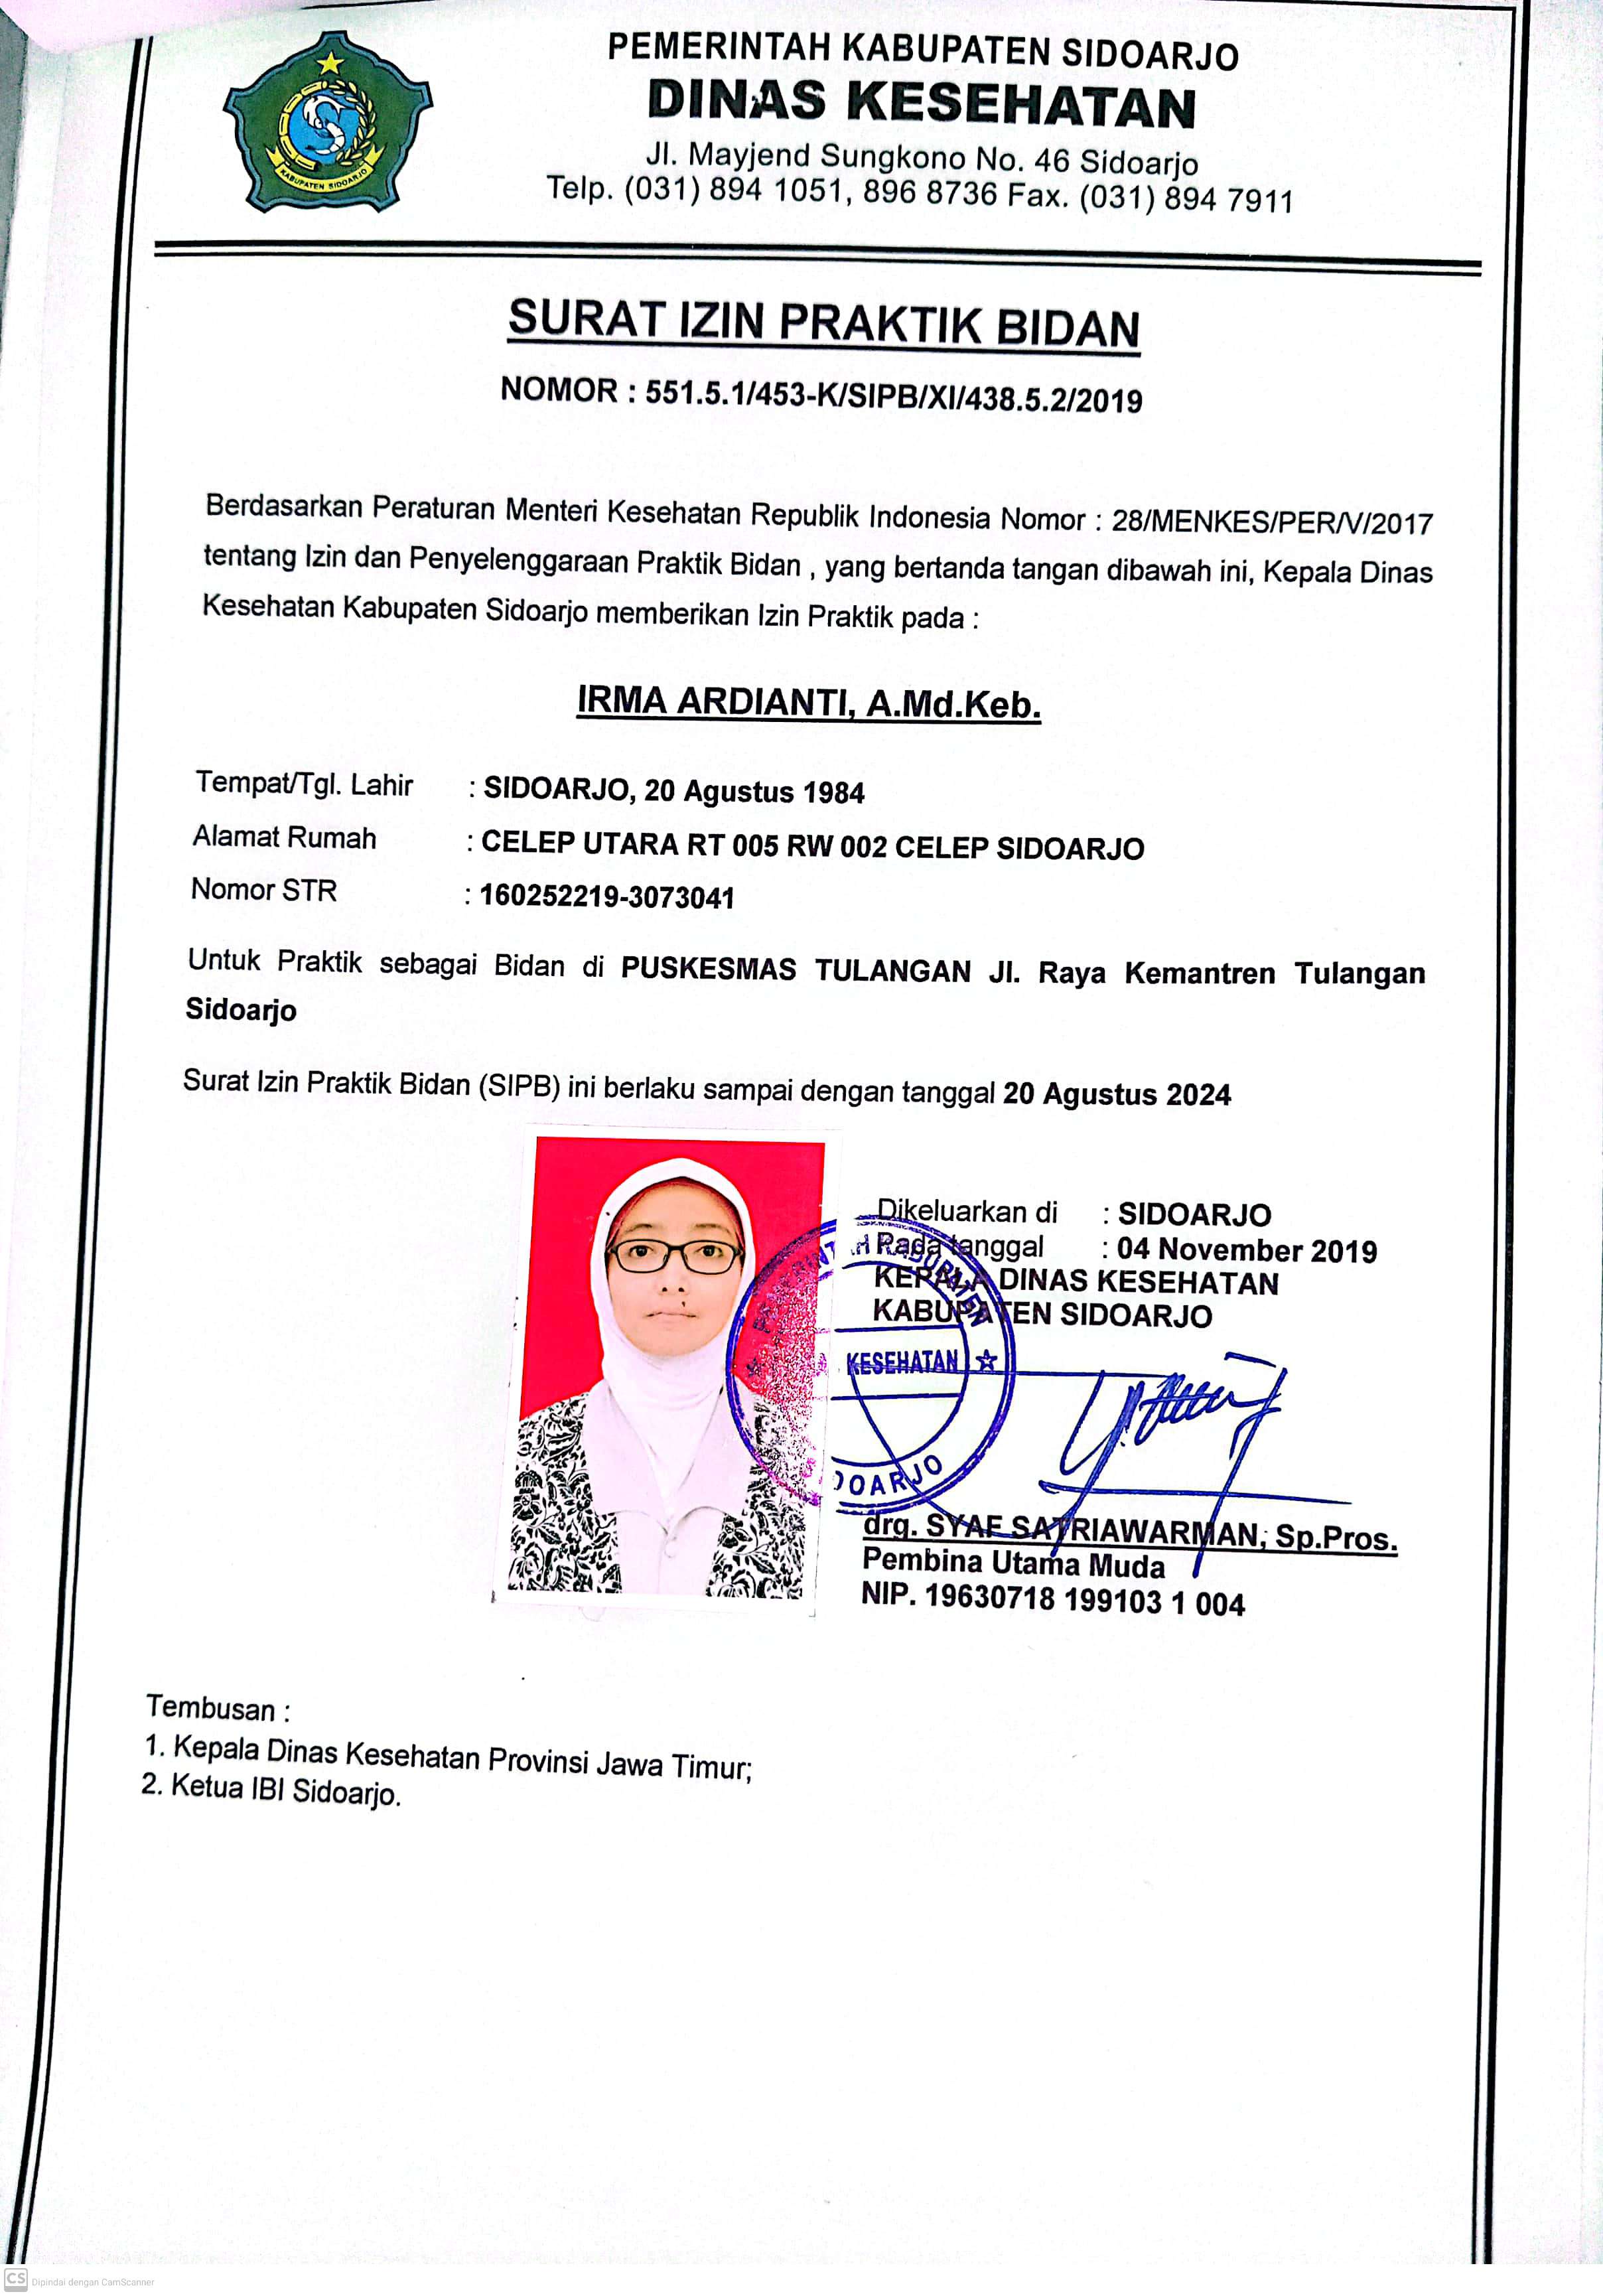 PEMERINTAH KABUPATEN SIDOARJO
DINAS KESEHATAN
Jl. Mayjend Sungkono No. 46 Sidoarjo
Telp. (031) 894 1051, 896 8736 Fax. (031) 894 7911
KABUPATEN SIDOARJO
SURAT IZIN PRAKTIK BIDAN
NOMOR : 551.5.1/453-K/SIPB/XI/438.5.2/2019
Berdasarkan Peraturan Menteri Kesehatan Republik Indonesia Nomor : 28/MENKES/PER/V/2017
tentang Izin dan Penyelenggaraan Praktik Bidan , yang bertanda tangan dibawah ini, Kepala Dinas
Kesehatan Kabupaten Sidoarjo memberikan Izin Praktik pada :
IRMA ARDIANTI, A.Md.Keb.
Tempat/Tgl. Lahir : SIDOARJO, 20 Agustus 1984
Alamat Rumah : CELEP UTARA RT 005 RW 002 CELEP SIDOARJO
Nomor STR : 160252219-3073041
Untuk Praktik sebagai Bidan di PUSKESMAS TULANGAN Jl. Raya Kemantren Tulangan
Sidoarjo
Surat Izin Praktik Bidan (SIPB) ini berlaku sampai dengan tanggal 20 Agustus 2024
Dikeluarkan di : SIDOARJO
Pada tanggal : 04 November 2019
KEPALA DINAS KESEHATAN
KABUPATEN SIDOARJO
KABUPATEN
KESEHATAN
DOARJO
drg. SYAF SATRIAWARMAN, Sp.Pros.
Pembina Utama Muda
NIP. 19630718 199103 1 004
Tembusan :
1. Kepala Dinas Kesehatan Provinsi Jawa Timur;
2. Ketua IBI Sidoarjo.
CS Dipindai dengan CamScanner